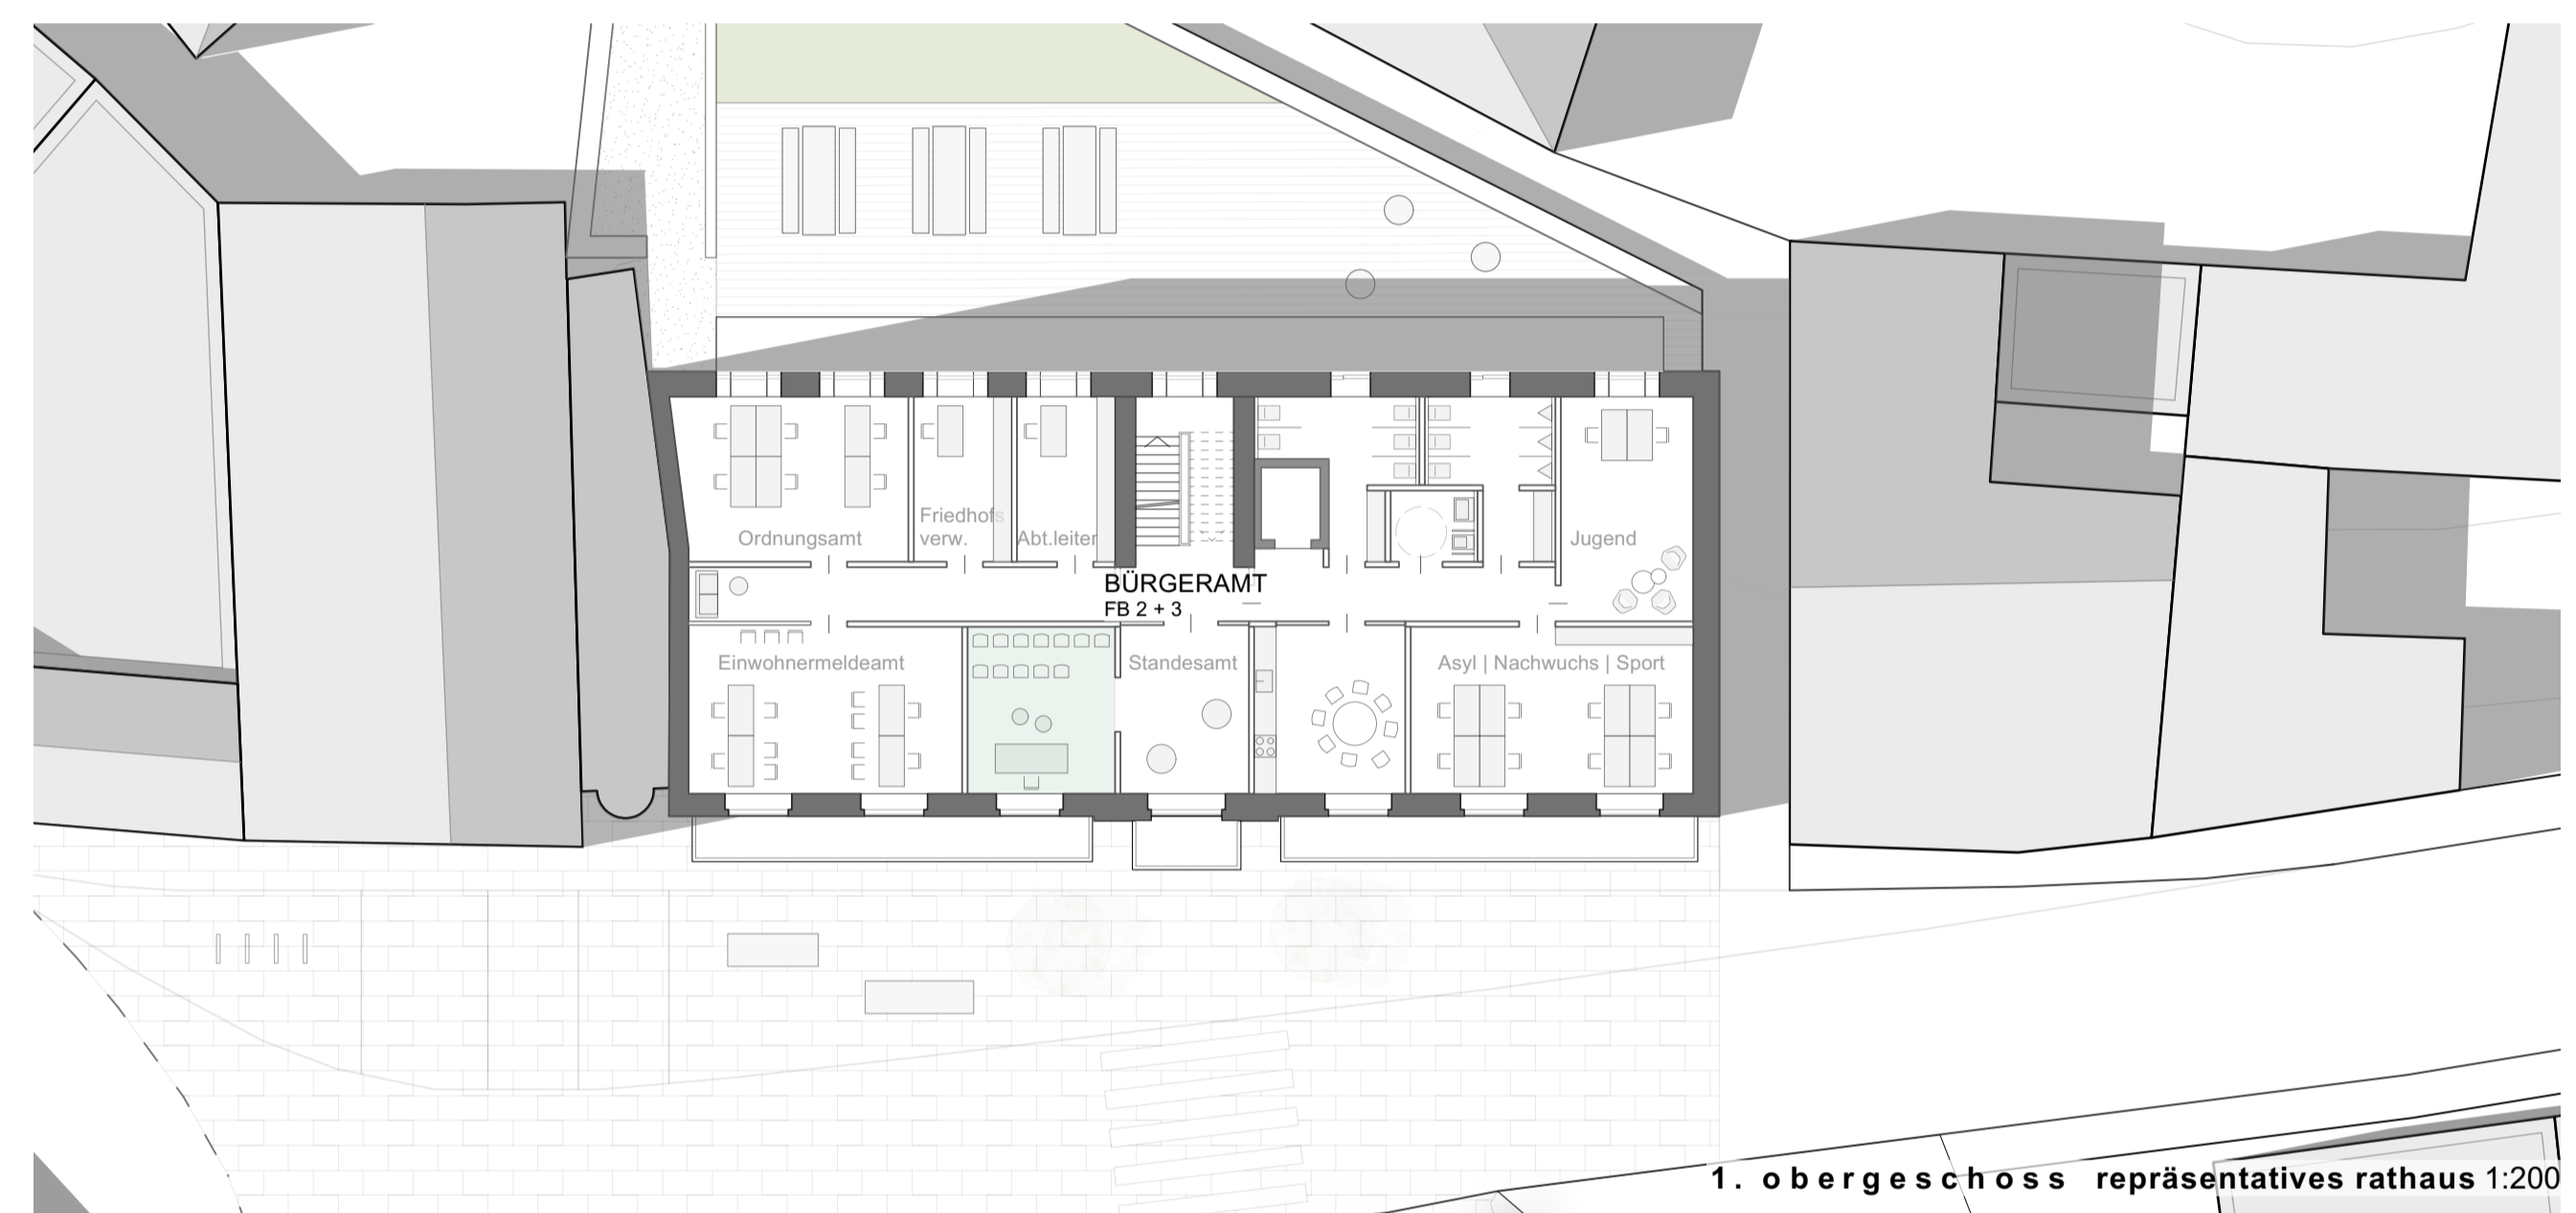 Ordnungsamt
Friedhofs
verw.
Abt.leiter
Jugend
BÜRGERAMT
FB 2 + 3
Einwohnermeldeamt
Standesamt
Asyl | Nachwuchs | Sport
1. obergeschoss repräsentatives rathaus 1:200